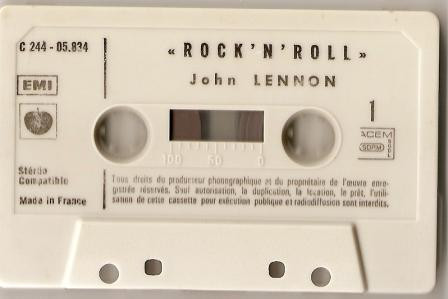 C 244 - 05.834
« ROCK'N'ROLL »
John LENNON
EMI
1
ACEM
SDRM
100 50 0
Stéréo
Compatible
Made in France
Tous droits du producteur phonographique et du propriétaire de l'œuvre enre-
gistrée réservés. Sauf autorisation, la duplication, la location, le prêt, l'utili-
sation de cette cassette pour exécution publique et radiodiffusion sont interdits.